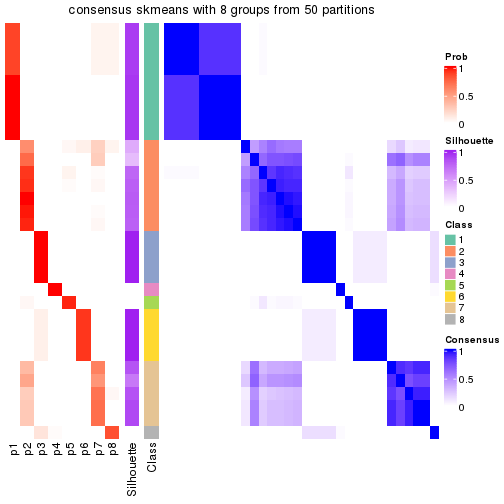 consensus skmeans with 8 groups from 50 partitions
Prob
1
0.5
0
Silhouette
1
0.5
0
Class
1
2
3
4
5
6
7
8
Consensus
1
0.5
0
p1
p2
p3
p4
p5
p6
p7
p8
Silhouette
Class